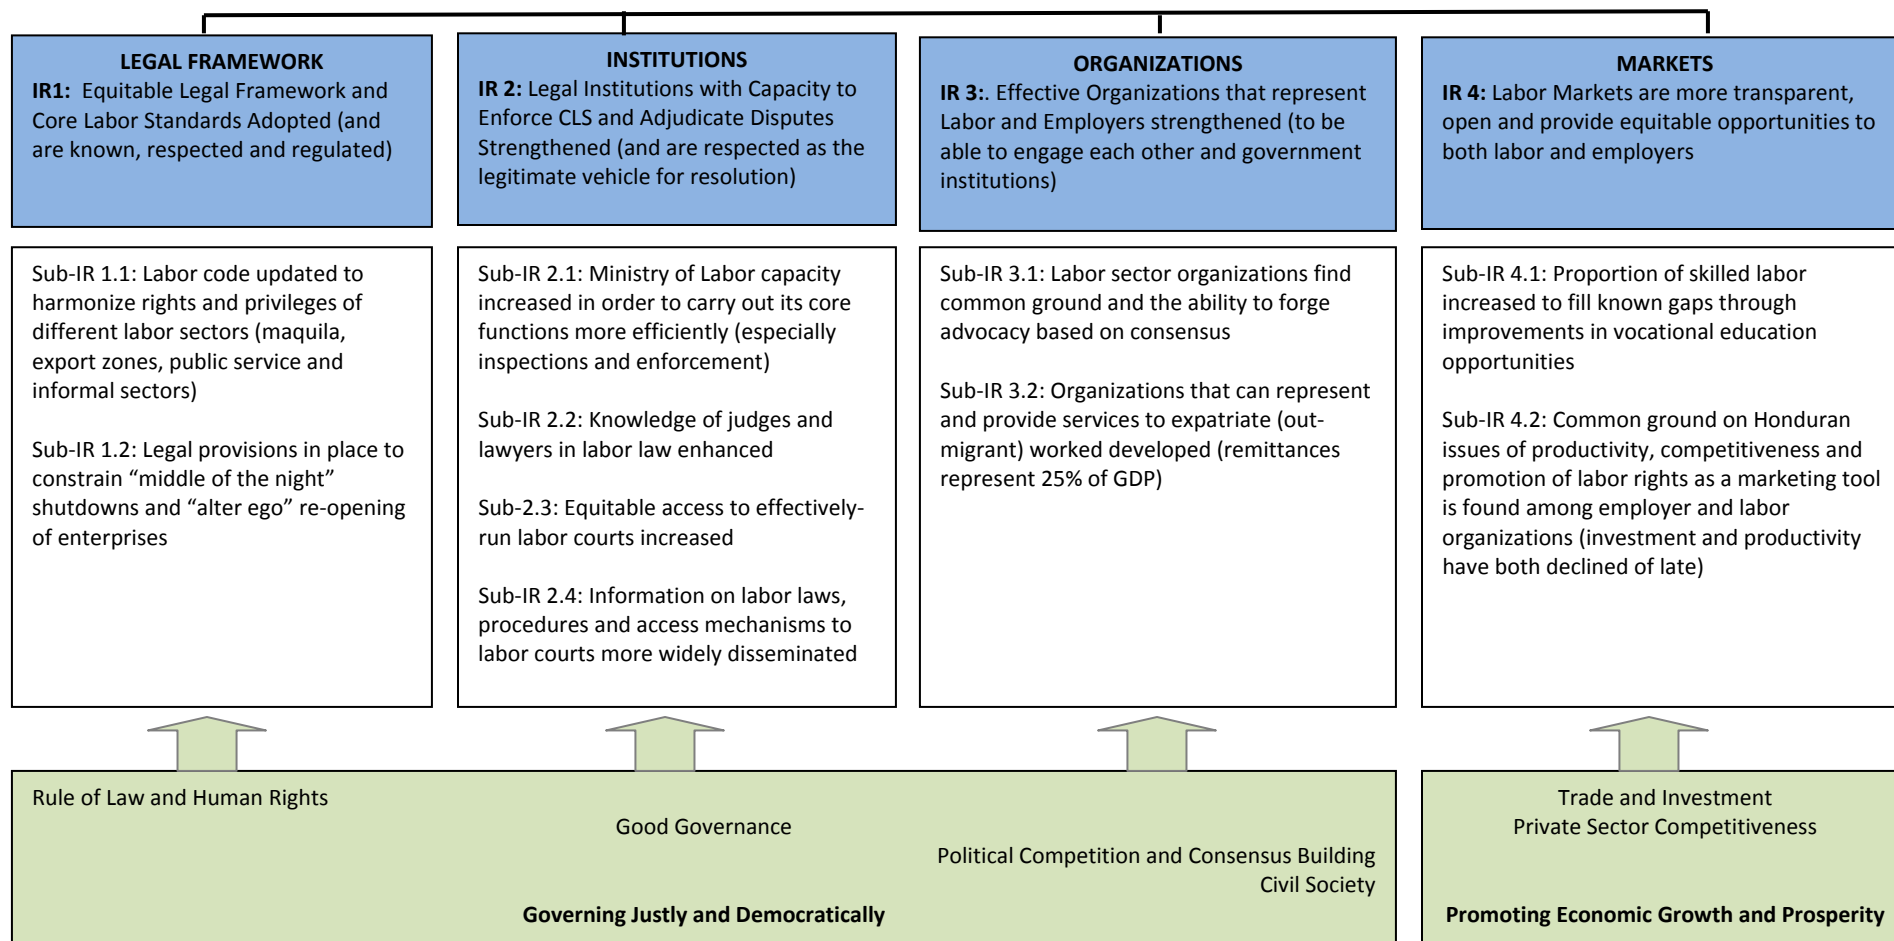 LEGAL FRAMEWORK
IR1:  Equitable Legal Framework and
Core Labor Standards Adopted (and
are known, respected and regulated)
INSTITUTIONS
IR 2: Legal Institutions with Capacity to
Enforce CLS and Adjudicate Disputes
Strengthened (and are respected as the
legitimate vehicle for resolution)
ORGANIZATIONS
IR 3:. Effective Organizations that represent
Labor and Employers strengthened (to be
able to engage each other and government
institutions)
MARKETS
IR 4: Labor Markets are more transparent,
open and provide equitable opportunities to
both labor and employers
Sub-IR 1.1: Labor code updated to
harmonize rights and privileges of
different labor sectors (maquila,
export zones, public service and
informal sectors)
Sub-IR 1.2: Legal provisions in place to
constrain “middle of the night”
shutdowns and “alter ego” re-opening
of enterprises
Sub-IR 2.1: Ministry of Labor capacity
increased in order to carry out its core
functions more efficiently (especially
inspections and enforcement)
Sub-IR 2.2: Knowledge of judges and
lawyers in labor law enhanced
Sub-2.3: Equitable access to effectively-
run labor courts increased
Sub-IR 2.4: Information on labor laws,
procedures and access mechanisms to
labor courts more widely disseminated
Sub-IR 3.1: Labor sector organizations find
common ground and the ability to forge
advocacy based on consensus
Sub-IR 3.2: Organizations that can represent
and provide services to expatriate (out-
migrant) worked developed (remittances
represent 25% of GDP)
Sub-IR 4.1: Proportion of skilled labor
increased to fill known gaps through
improvements in vocational education
opportunities
Sub-IR 4.2: Common ground on Honduran
issues of productivity, competitiveness and
promotion of labor rights as a marketing tool
is found among employer and labor
organizations (investment and productivity
have both declined of late)
Rule of Law and Human Rights
Good Governance
Political Competition and Consensus Building
Civil Society
Governing Justly and Democratically
Trade and Investment
Private Sector Competitiveness
Promoting Economic Growth and Prosperity